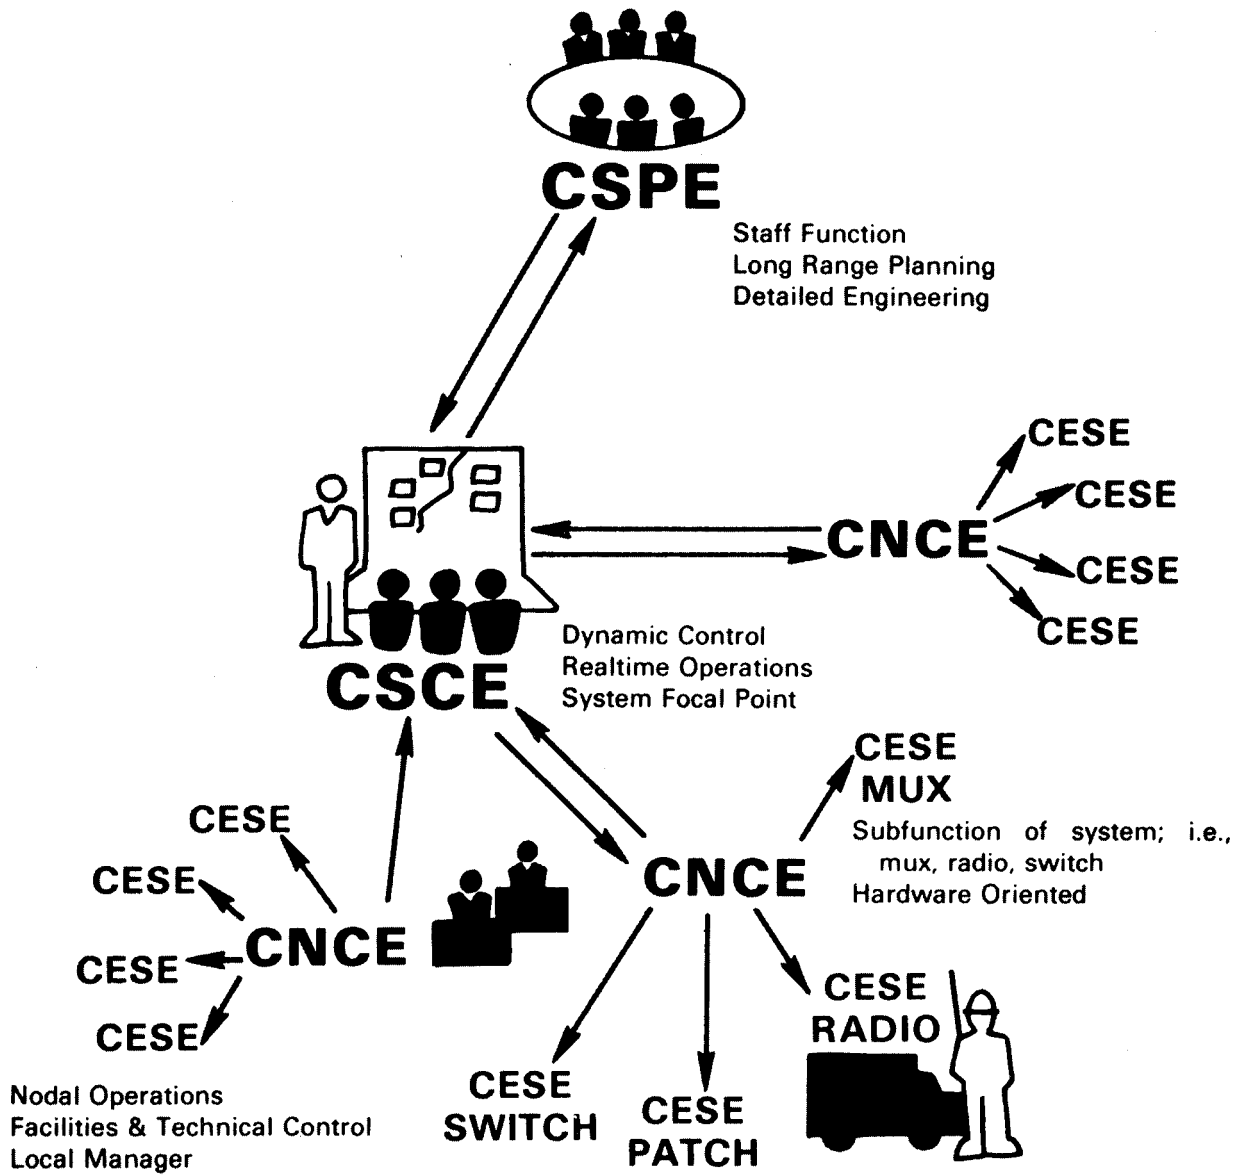 CSPE
Staff Function
Long Range Planning
Detailed Engineering
CESE
CESE
CNCE
CESE
CESE
Dynamic Control
Realtime Operations
System Focal Point
CSCE
CESE
MUX
Subfunction of system; i.e.,
mux, radio, switch
Hardware Oriented
CESE
CESE
CNCE
CNCE
CESE
CESE
CESE
RADIO
CESE
SWITCH
CESE
PATCH
Nodal Operations
Facilities & Technical Control
Local Manager